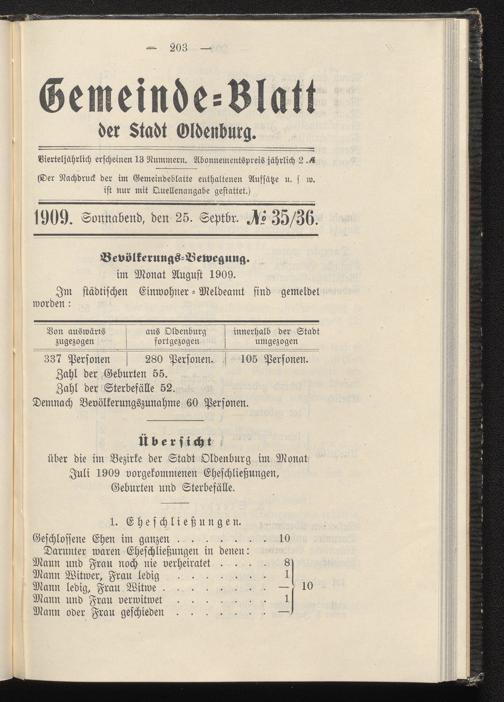 — 203 —
Gemeinde=Blatt
der Stadt Oldenburg.
Vierteljährlich erscheinen 13 Nummern. Abonnementspreis jährlich 2 ℳ
(Der Nachdruck der im Gemeindeblatte enthaltenen Aufsätze u. s w.
ist nur mit Quellenangabe gestattet.)
1909. Sonnabend, den 25. Septbr. № 35/36.
Bevölkerungs=Bewegung.
im Monat August 1909.
Im städtischen Einwohner=Meldeamt sind gemeldet
worden:
Von auswärts zugezogen | aus Oldenburg fortgezogen | innerhalb der Stadt umgezogen
337 Personen | 280 Personen. | 105 Personen.
Zahl der Geburten 55.
Zahl der Sterbefälle 52.
Demnach Bevölkerungszunahme 60 Personen.
Übersicht
über die im Bezirke der Stadt Oldenburg im Monat
Juli 1909 vorgekommenen Eheschließungen,
Geburten und Sterbefälle.
1. Eheschließungen.
Geschlossene Ehen im ganzen . . . . . . . 10
Darunter waren Eheschließungen in denen:
Mann und Frau noch nie verheiratet . . . . 8
Mann Witwer, Frau ledig . . . . . . . . 1
Mann ledig, Frau Witwe . . . . . . . . — 10
Mann und Frau verwitwet . . . . . . . 1
Mann oder Frau geschieden . . . . . . . —